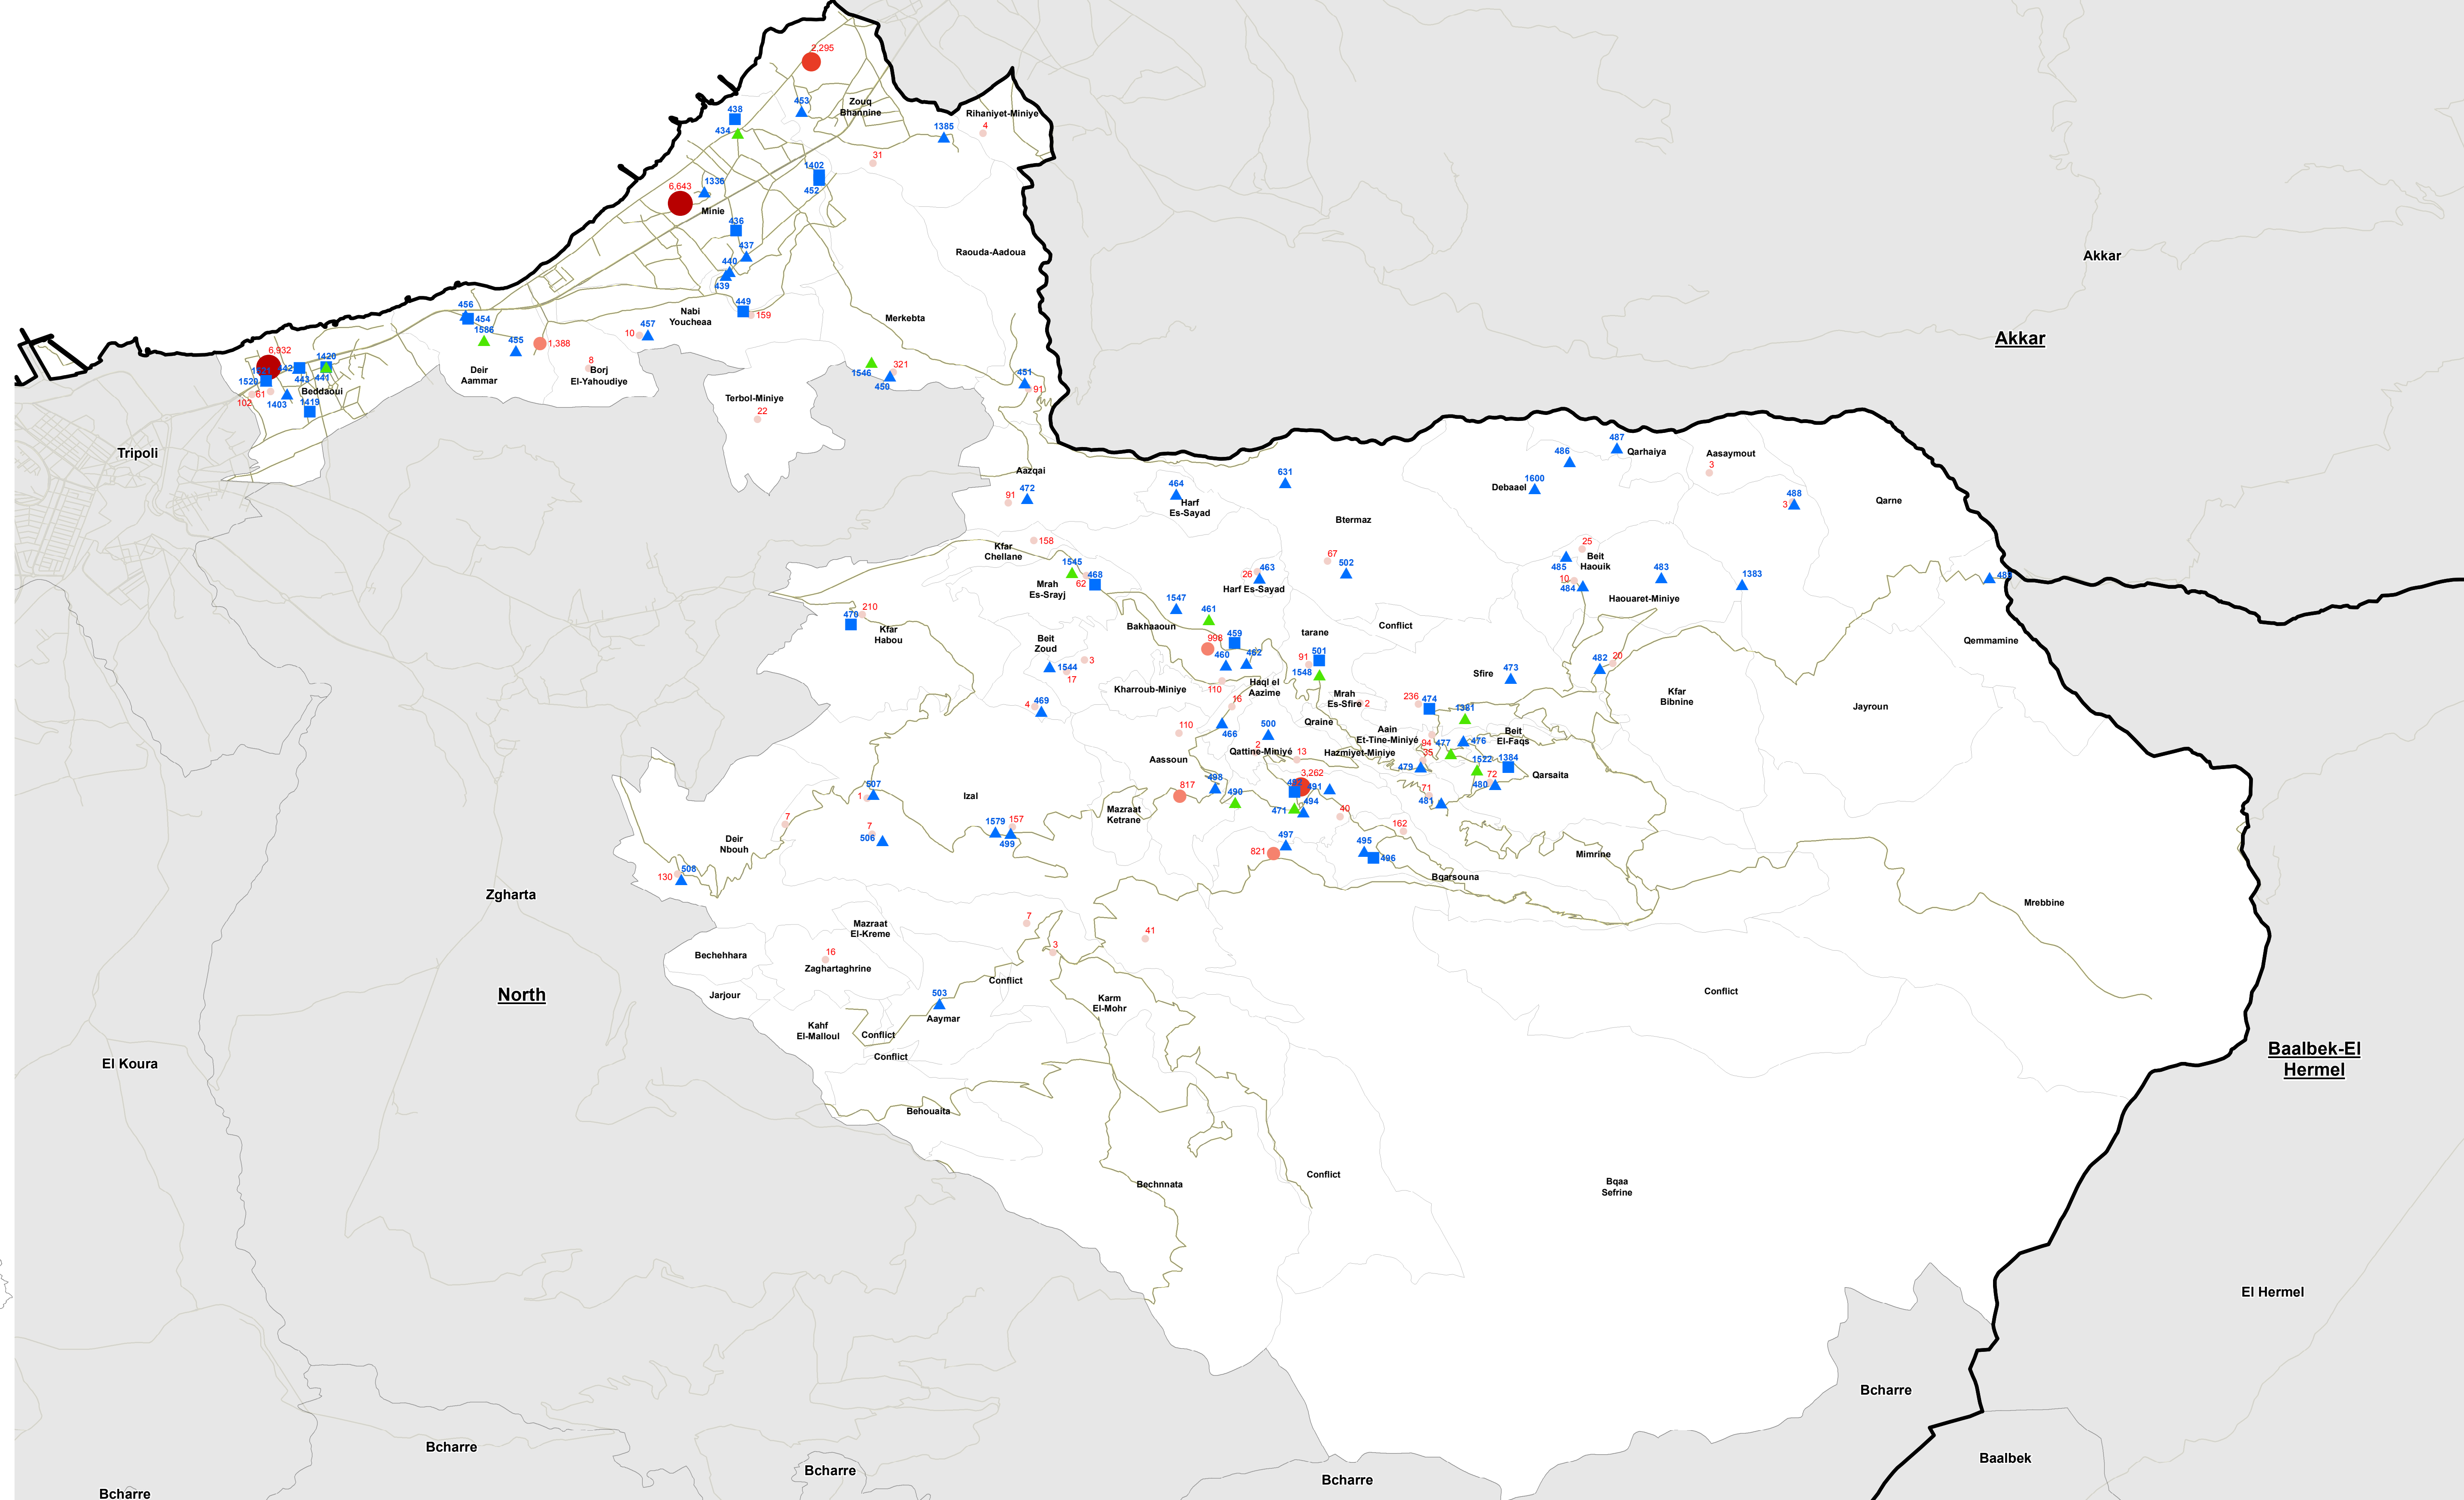 2,295
453
Zouq
Bhannine
438
434
1385
Rihaniyet-Miniye
4
31
1402
452
6,643
1336
Minie
436
437
440
439
Raouda-Aadoua
Akkar
Akkar
449
159
Nabi
Youcheaa
Merkebta
456
454
1586
455
1,388
10
457
8
Borj
El-Yahoudiye
Deir
Aammar
6,932
442
443
1420
441
1520
Beddaoui
61
102
1403
1419
321
1546
450
451
91
Terbol-Miniye
22
Tripoli
Aazqai
91
472
464
Harf
Es-Sayad
631
Btermaz
1600
Debaael
486
487
Qarhaiya
Aasaymout
3
488
3
Qarne
Kfar
Chellane
158
1545
468
62
Mrah
Es-Srayj
26
463
Harf Es-Sayad
67
502
25
485
Beit
Haouik
10
484
483
1383
Haouaret-Miniye
210
470
Kfar
Habou
1547
461
Bakhaaoun
998
459
460
462
Beit
Zoud
1544
3
17
tarane
91
501
1548
Conflict
Qemmamine
Sfire
473
482
20
Kfar
Bibnine
Jayroun
Kharroub-Miniye
110
Haql el
Aazime
16
4
469
Mrah
Es-Sfire
2
236
474
1381
110
466
500
Qraine
Aain
Et-Tine-Miniyé
94
477
476
Beit
El-Faqs
2
Qattine-Miniyé
13
Hazmiyet-Miniye
35
479
1522
1384
Qarsaita
72
480
Aassoun
817
498
490
3,262
491
471
494
71
481
40
162
507
1
Izal
Mazraat
Ketrane
7
506
1579
157
499
7
Deir
Nbouh
130
508
497
821
495
496
Bqarsouna
Mimrine
Zgharta
Mrebbine
Mazraat
El-Kreme
7
3
41
Bechehhara
16
Zaghartaghrine
Conflict
Conflict
North
Jarjour
503
Aaymar
Karm
El-Mohr
Kahf
El-Malloul
Conflict
Conflict
El Koura
Baalbek-El
Hermel
Behouaita
Bechnnata
Conflict
Bqaa
Sefrine
El Hermel
Bcharre
Bcharre
Bcharre
Bcharre
Baalbek
Bcharre